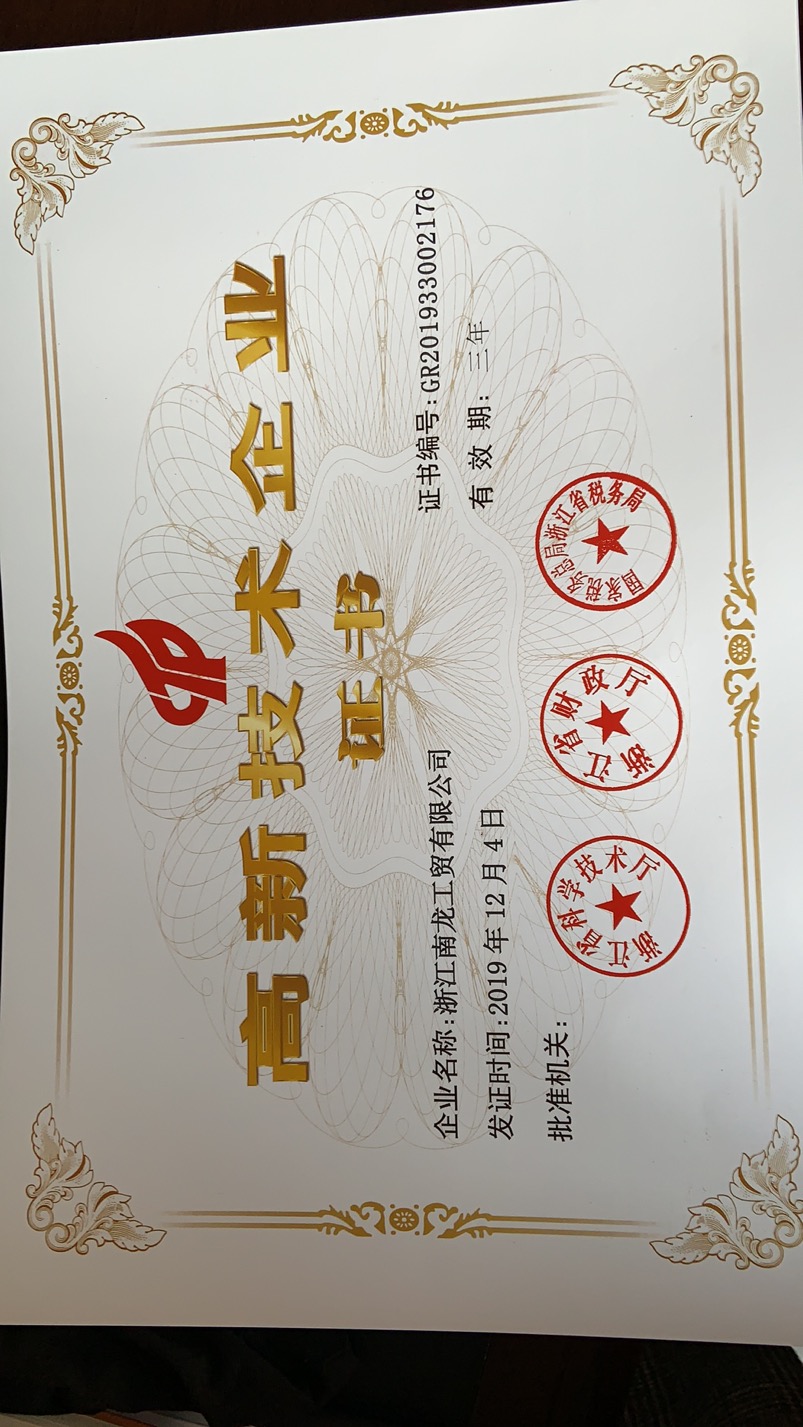 高新技术企业
证书
企业名称:浙江南龙工贸有限公司
证书编号:GR201933002176
发证时间:2019年12月4日
有效期:三年
批准机关:
浙江省科学技术厅
浙江省财政厅
国家税务总局浙江省税务局